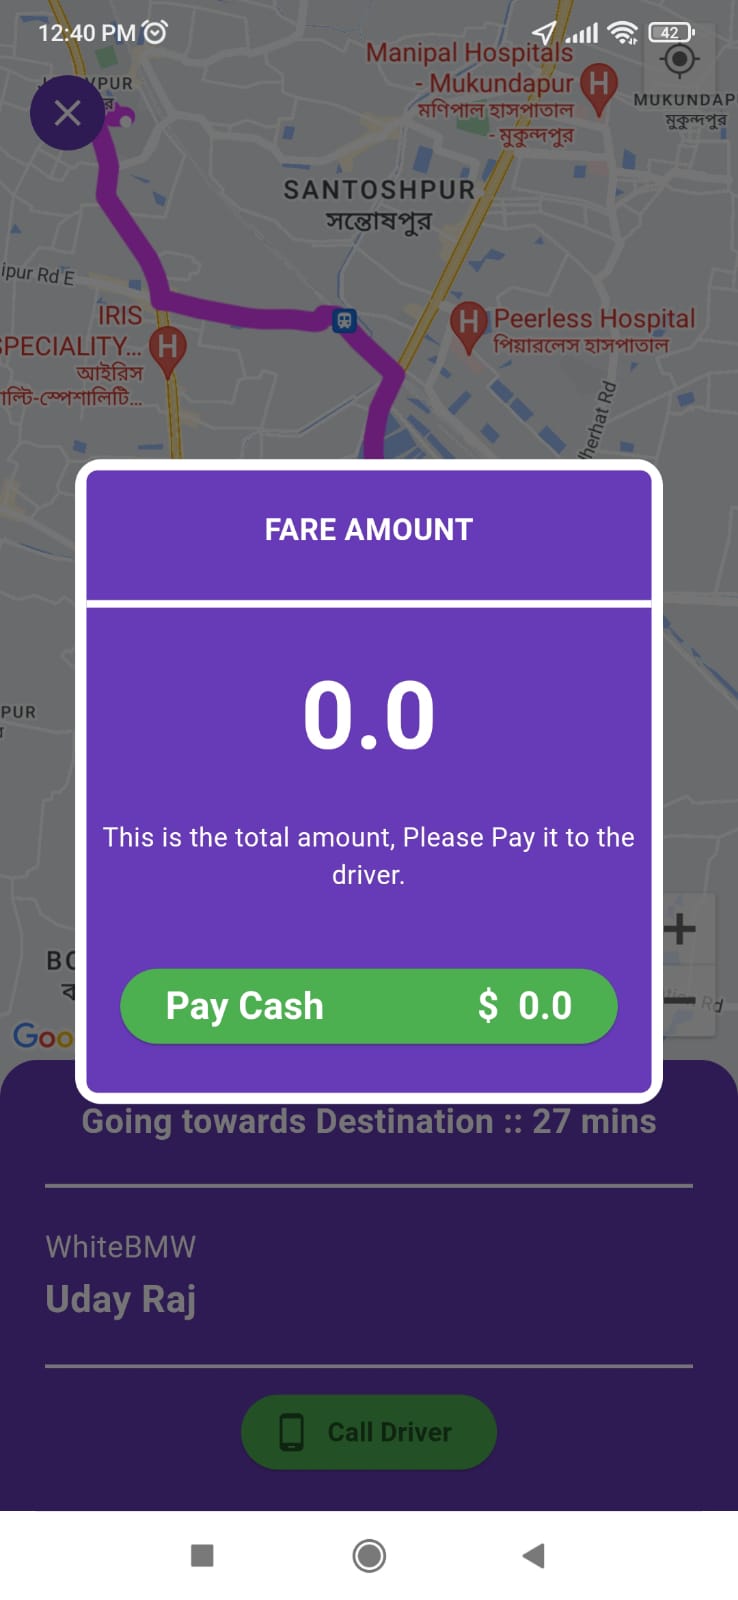 12:40 PM
42
Manipal Hospitals
- Mukundapur
মণিপাল হাসপাতাল
- মুকুন্দপুর
MUKUNDAP
মুকুন্দপুর
SANTOSHPUR
সন্তোষপুর
ipur Rd E
IRIS
SPECIALITY...
আইরিস
াল্টি-স্পেশালিটি...
Peerless Hospital
পিয়ারলেস হাসপাতাল
herhat Rd
FARE AMOUNT
0.0
This is the total amount, Please Pay it to the
driver.
Pay Cash $ 0.0
PUR
BO
Goo
Rd
Going towards Destination :: 27 mins
WhiteBMW
Uday Raj
Call Driver